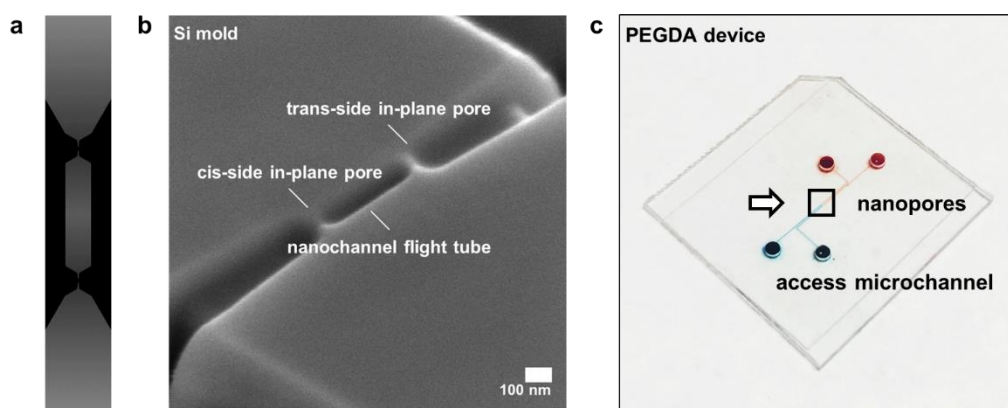 a
b
Si mold
trans-side in-plane pore
cis-side in-plane pore
nanochannel flight tube
100 nm
c
PEGDA device
nanopores
access microchannel